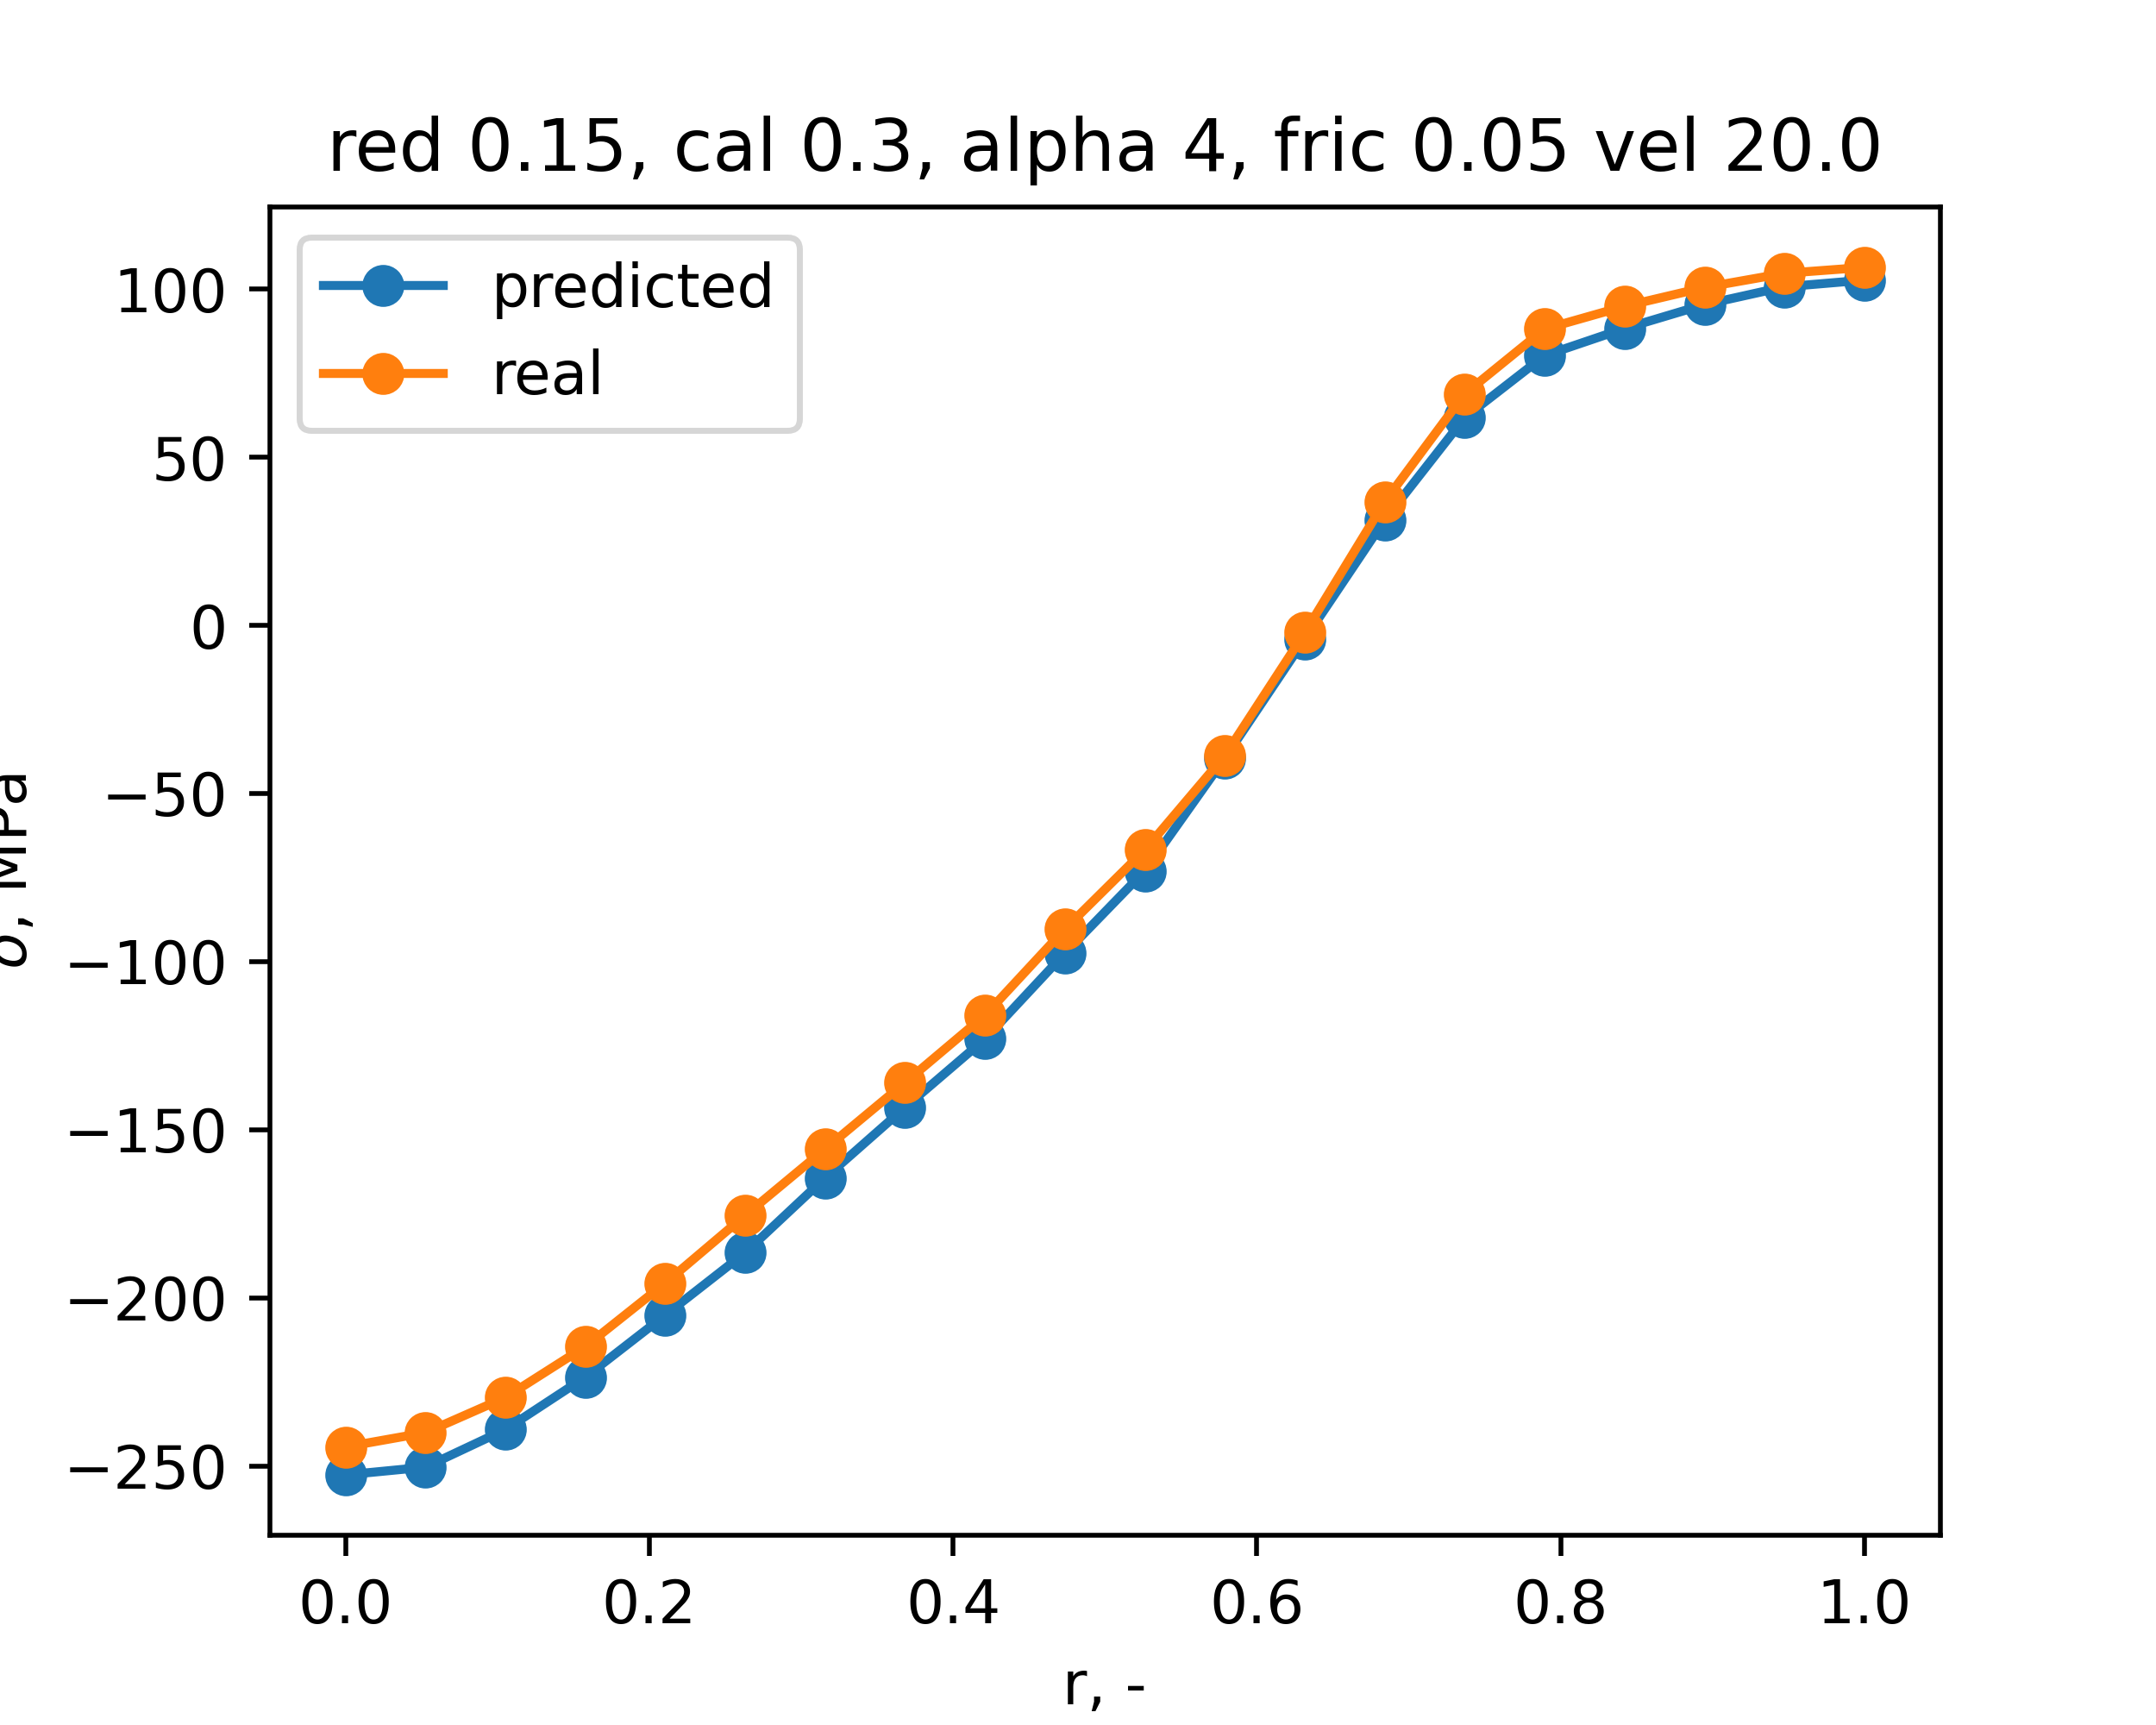 red 0.15, cal 0.3, alpha 4, fric 0.05 vel 20.0
predicted
real
100
50
0
−50
−100
−150
−200
−250
σ, MPa
0.0 0.2 0.4 0.6 0.8 1.0
r, -